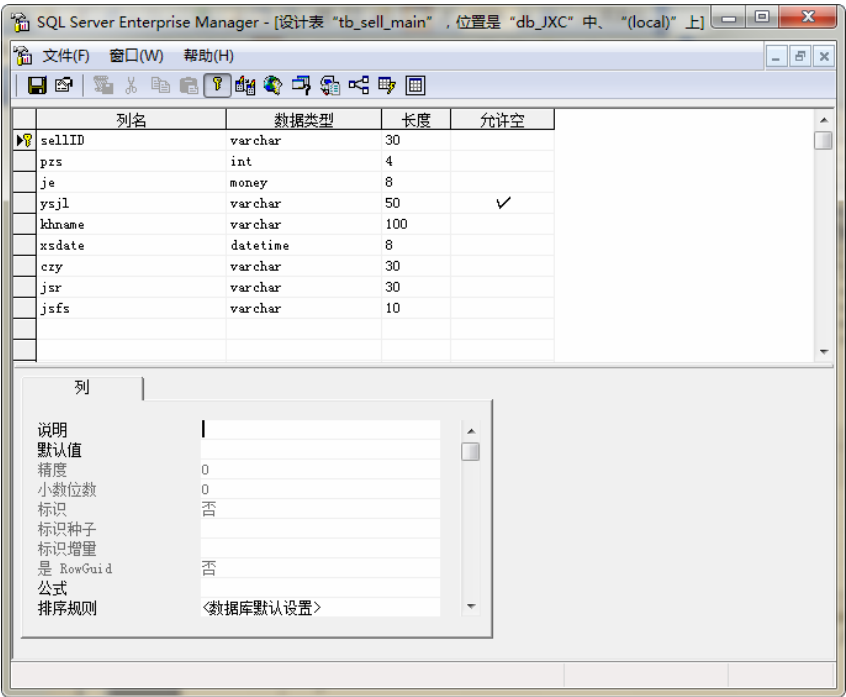 SQL Server Enterprise Manager - [设计表“tb_sell_main”，位置是“db_JXC”中、“(local)”上]
文件(F) 窗口(W) 帮助(H)
列名 数据类型 长度 允许空
sellID varchar 30
pzs int 4
je money 8
ysjl varchar 50
khname varchar 100
xsdate datetime 8
czy varchar 30
jsr varchar 30
jsfs varchar 10
列
说明
默认值
精度 0
小数位数 0
标识 否
标识种子
标识增量
是 RowGuid 否
公式
排序规则 <数据库默认设置>